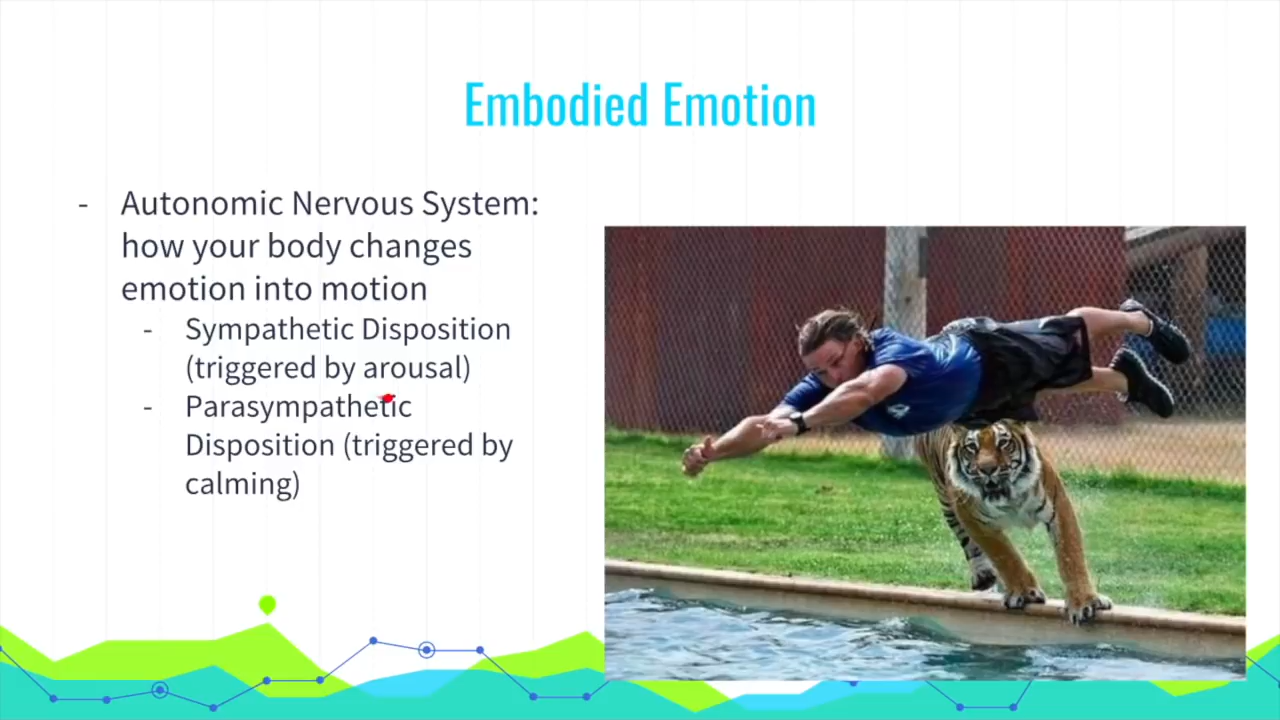 Embodied Emotion
- Autonomic Nervous System:
how your body changes
emotion into motion
- Sympathetic Disposition
(triggered by arousal)
- Parasympathetic
Disposition (triggered by
calming)